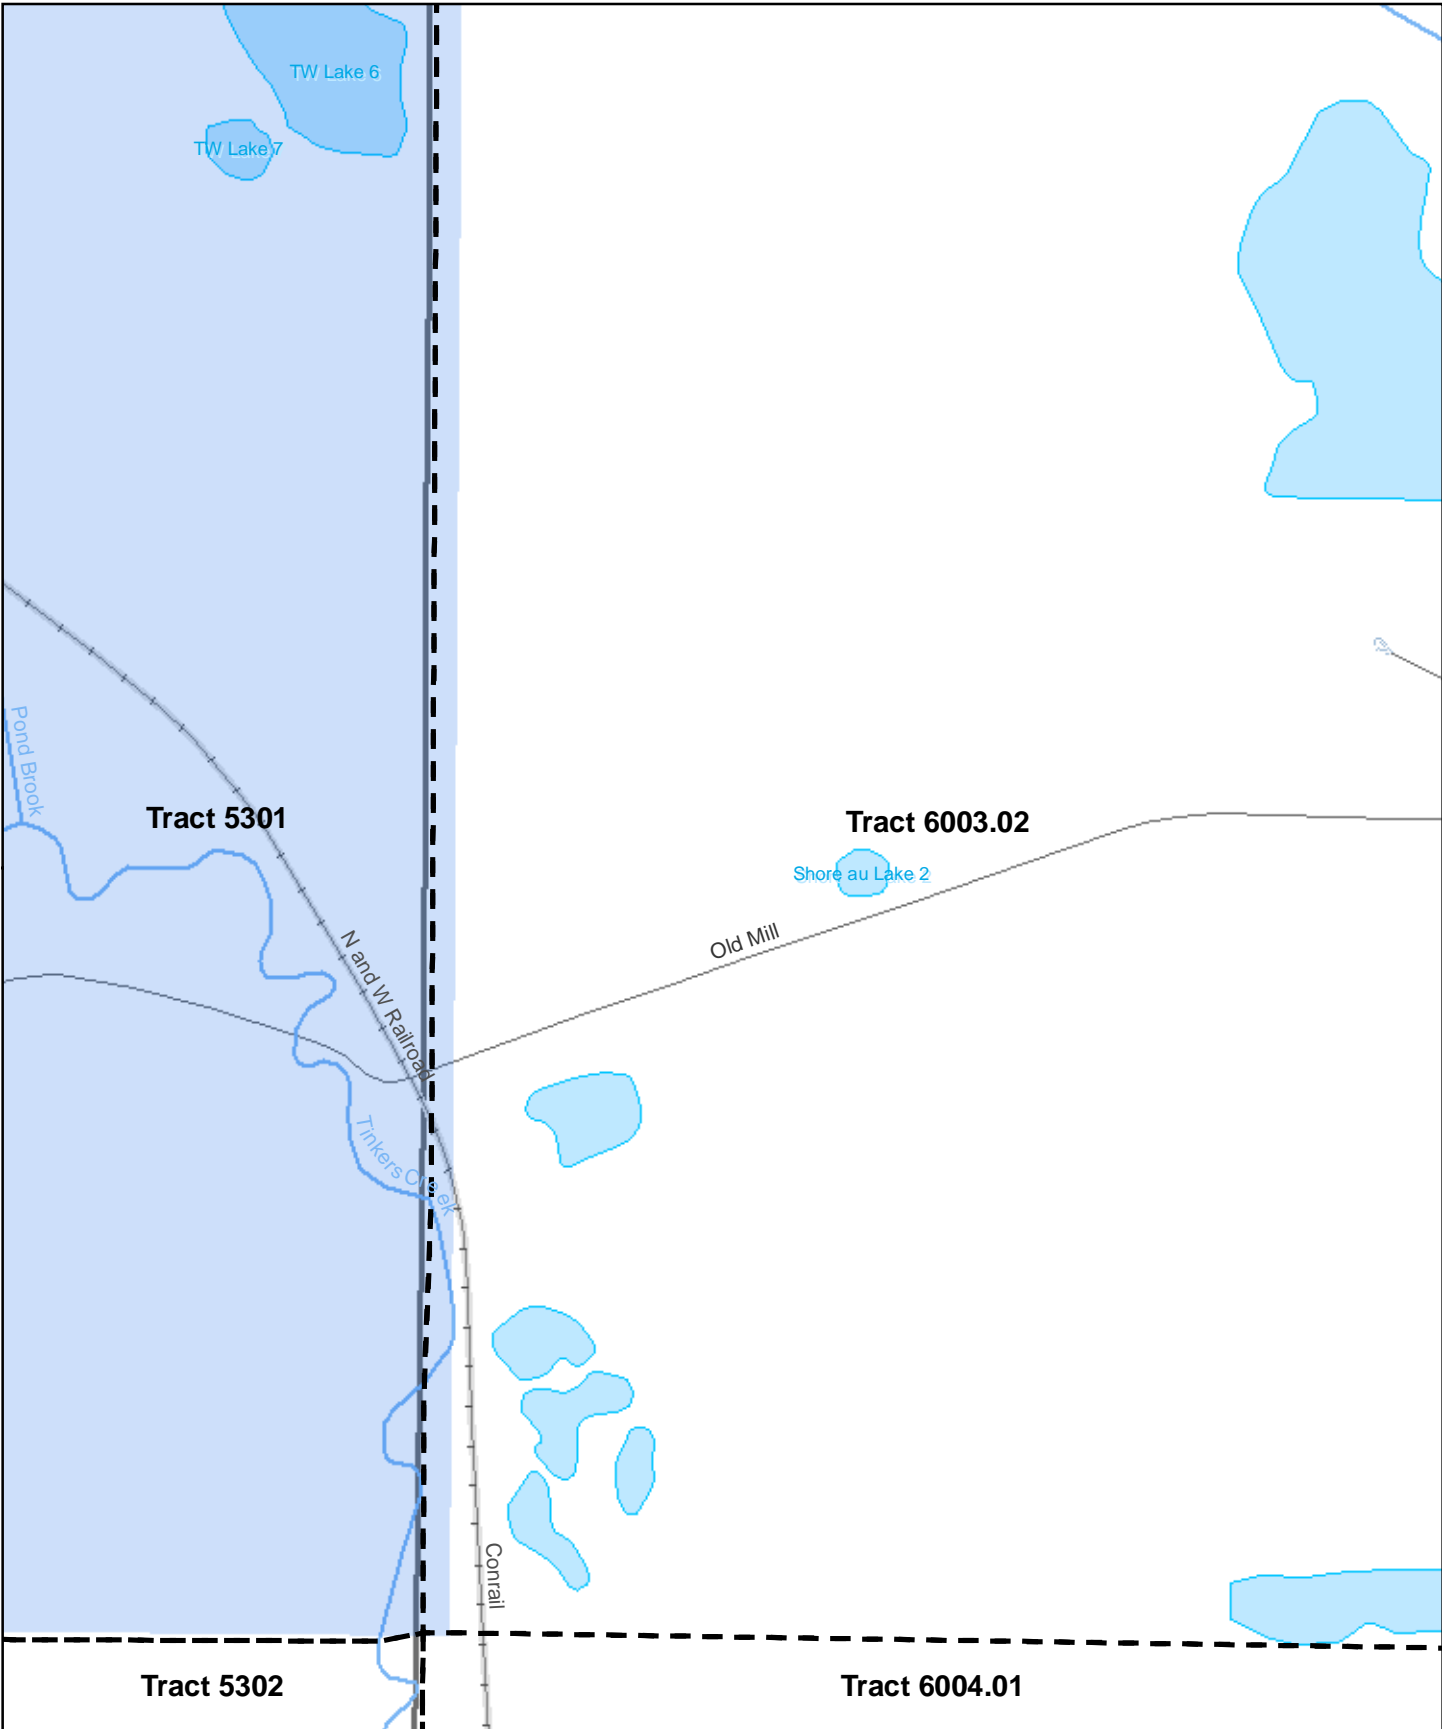 TW Lake 6
TW Lake 7
Pond Brook
Tract 5301
Tract 6003.02
Shore au Lake 2
Old Mill
N and W Railroad
Tinkers Creek
Conrail
Tract 5302
Tract 6004.01